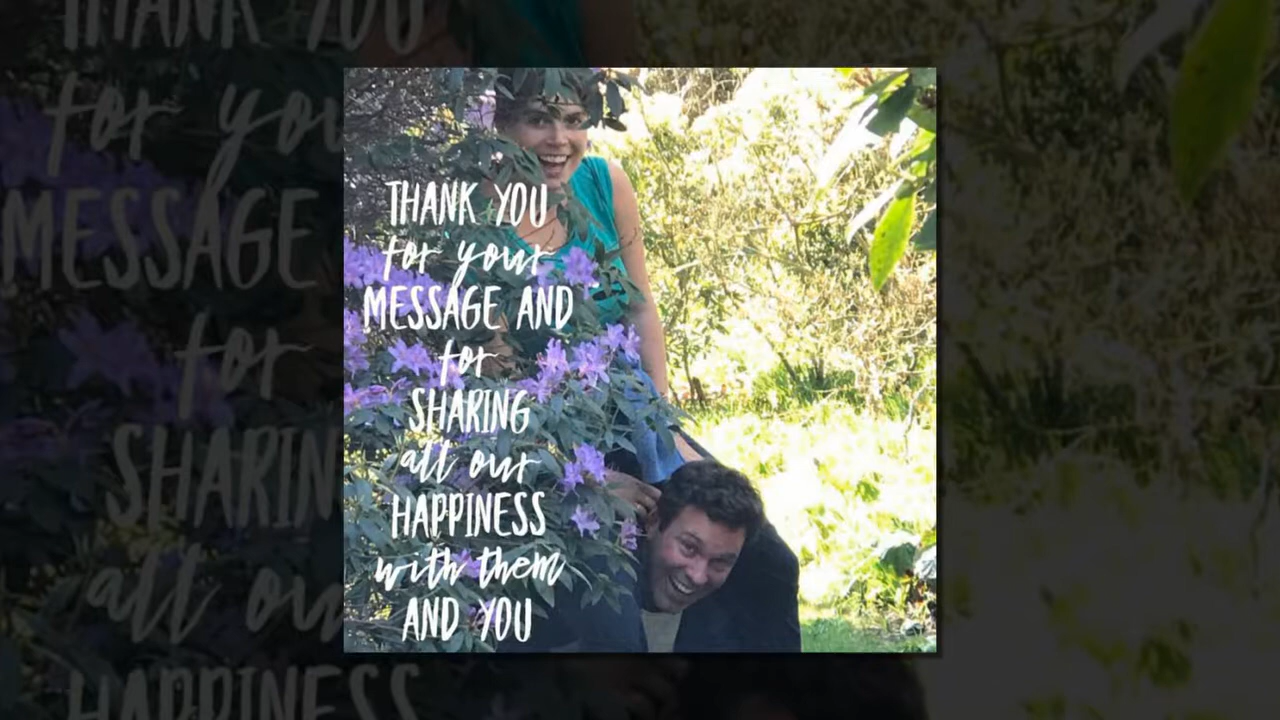 THANK YOU
for your
MESSAGE AND
for
SHARING
all our
HAPPINESS
with them
AND YOU